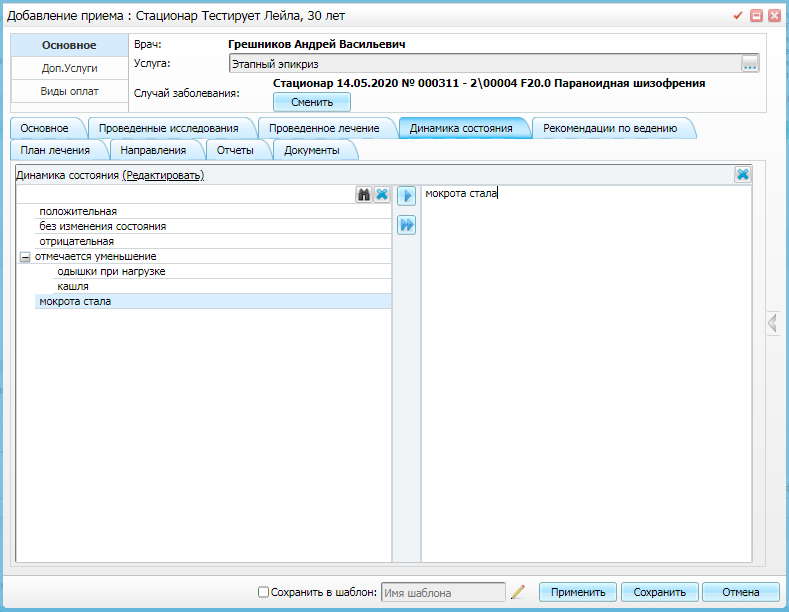 Добавление приема : Стационар Тестирует Лейла, 30 лет
Основное
Доп.Услуги
Виды оплат
Врач: Грешников Андрей Васильевич
Услуга: Этапный эпикриз ...
Случай заболевания: Стационар 14.05.2020 № 000311 - 2\00004 F20.0 Параноидная шизофрения
Сменить
Основное Проведенные исследования Проведенное лечение Динамика состояния Рекомендации по ведению
План лечения Направления Отчеты Документы
Динамика состояния (Редактировать)
положительная
без изменения состояния
отрицательная
отмечается уменьшение
одышки при нагрузке
кашля
мокрота стала
мокрота стала
Сохранить в шаблон: Имя шаблона Применить Сохранить Отмена